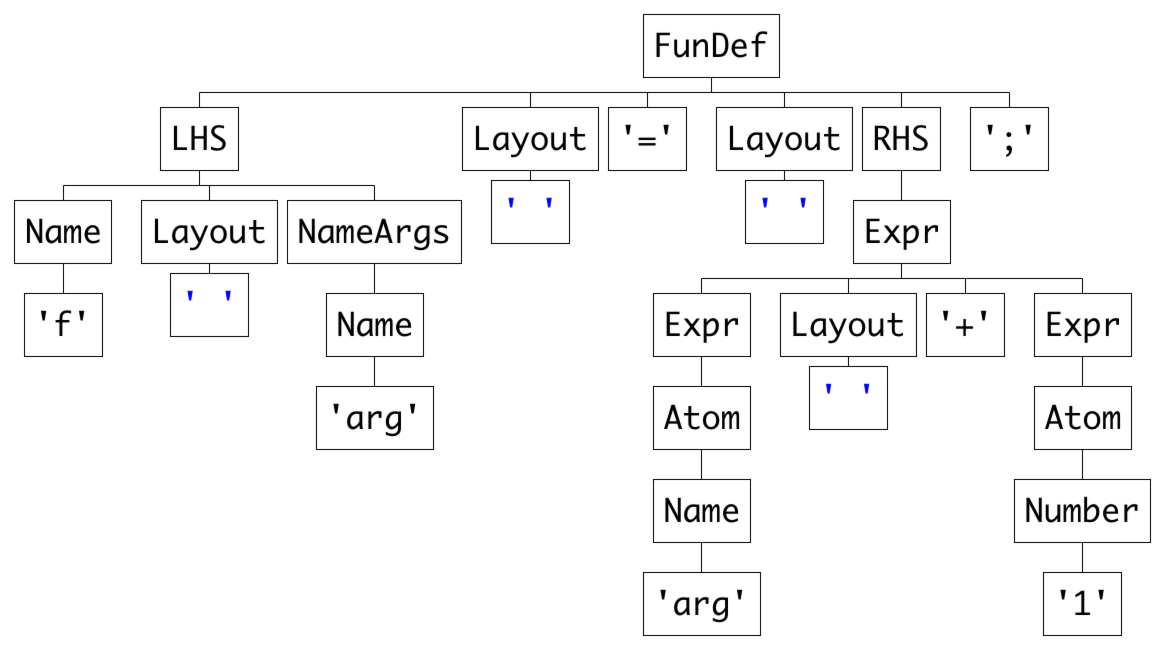 FunDef
LHS Layout '=' Layout RHS ';'
' ' ' '
Name Layout NameArgs Expr
' '
'f' Name Expr Layout '+' Expr
' '
'arg' Atom Atom
Name Number
'arg' '1'